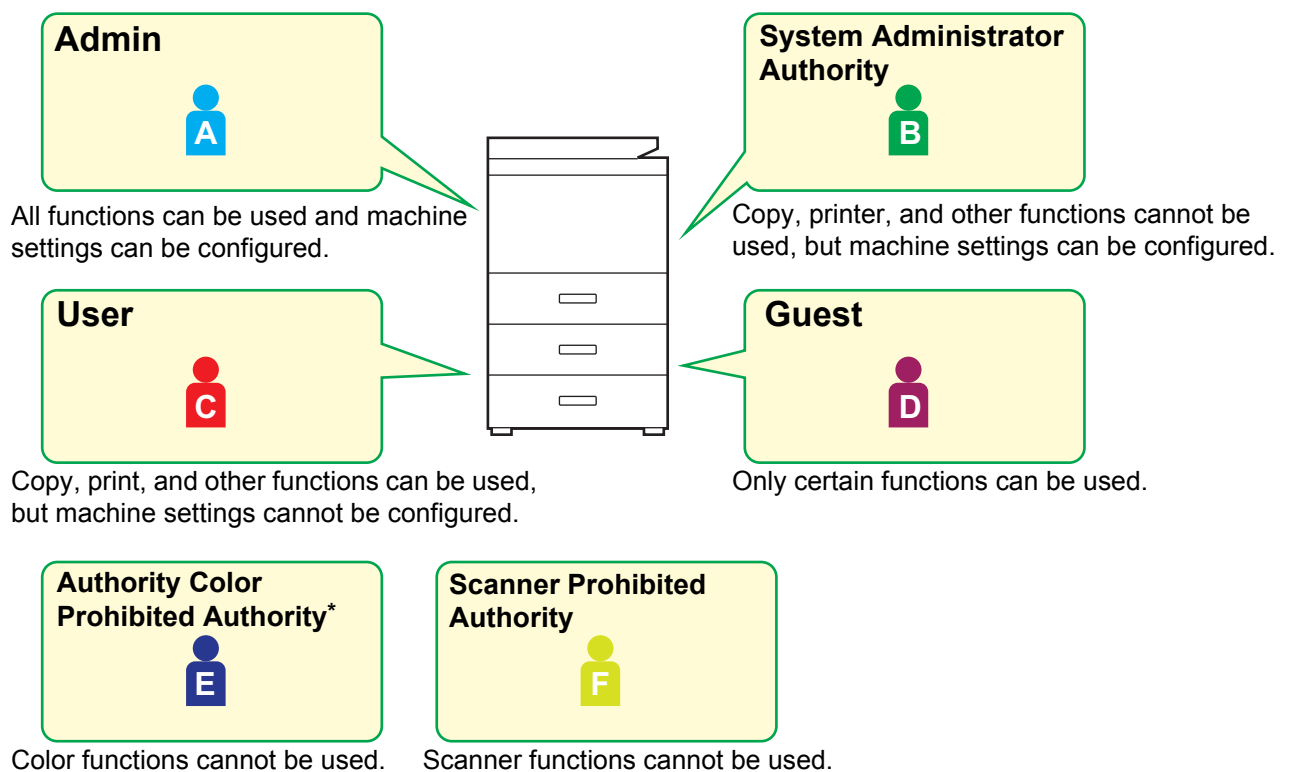 Admin
A
All functions can be used and machine
settings can be configured.
System Administrator
Authority
B
Copy, printer, and other functions cannot be
used, but machine settings can be configured.
User
C
Copy, print, and other functions can be used,
but machine settings cannot be configured.
Guest
D
Only certain functions can be used.
Authority Color
Prohibited Authority*
E
Color functions cannot be used.
Scanner Prohibited
Authority
F
Scanner functions cannot be used.